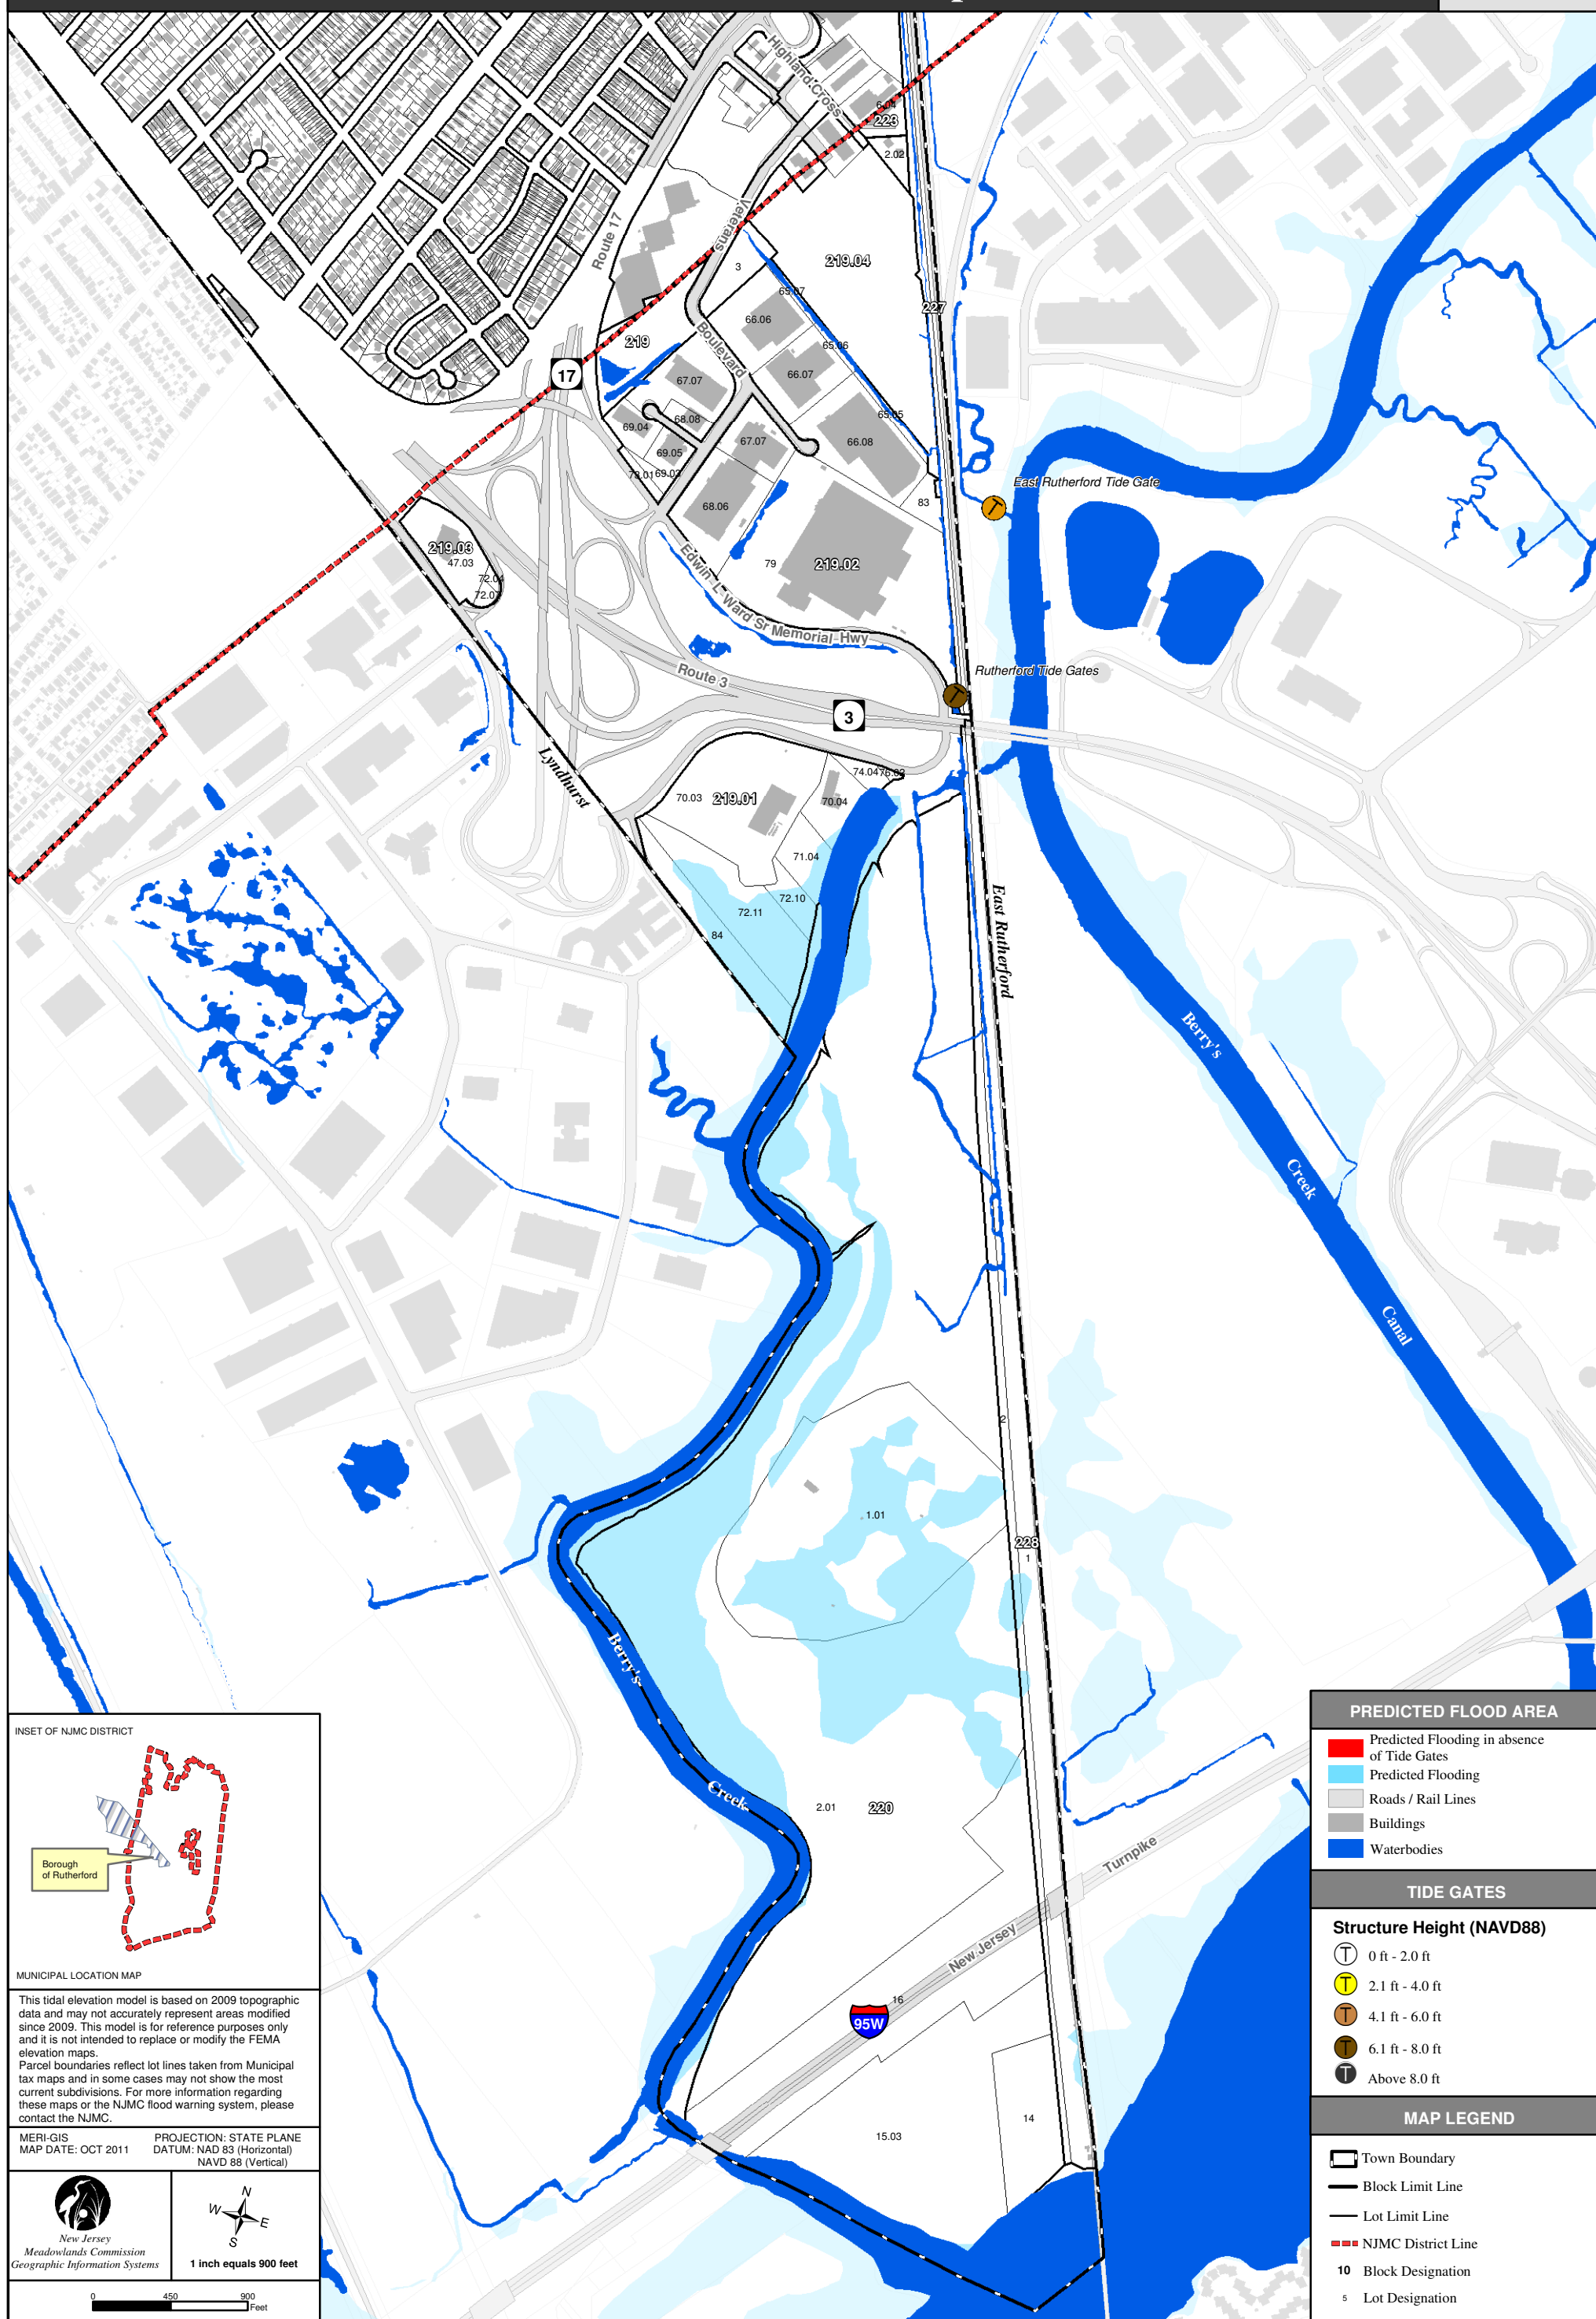 Highland Cross
6.04
223
2.02
Route 17
Veterans
Boulevard
3
219.04
65.07
227
66.06
65.06
219
17
67.07
66.07
69.04
68.08
65.05
67.07
66.08
69.05
68.06
83
East Rutherford Tide Gate
219.03
47.03
72.04
72.07
79
219.02
Edwin L Ward Sr Memorial Hwy
Route 3
Rutherford Tide Gates
3
Lyndhurst
74.04
70.03
219.01
70.04
71.04
72.10
72.11
84
East Rutherford
Berry's
Creek
Canal
2
1.01
228
1
Berry's
Creek
2.01
220
New Jersey
Turnpike
16
95W
15.03
14
INSET OF NJMC DISTRICT
Borough
of Rutherford
MUNICIPAL LOCATION MAP
This tidal elevation model is based on 2009 topographic
data and may not accurately represent areas modified
since 2009. This model is for reference purposes only
and it is not intended to replace or modify the FEMA
elevation maps.
Parcel boundaries reflect lot lines taken from Municipal
tax maps and in some cases may not show the most
current subdivisions. For more information regarding
these maps or the NJMC flood warning system, please
contact the NJMC.
MERI-GIS
MAP DATE: OCT 2011
PROJECTION: STATE PLANE
DATUM: NAD 83 (Horizontal)
NAVD 88 (Vertical)
New Jersey
Meadowlands Commission
Geographic Information Systems
N
W
E
S
1 inch equals 900 feet
0 450 900
Feet
PREDICTED FLOOD AREA
Predicted Flooding in absence
of Tide Gates
Predicted Flooding
Roads / Rail Lines
Buildings
Waterbodies
TIDE GATES
Structure Height (NAVD88)
T 0 ft - 2.0 ft
T 2.1 ft - 4.0 ft
T 4.1 ft - 6.0 ft
T 6.1 ft - 8.0 ft
T Above 8.0 ft
MAP LEGEND
Town Boundary
Block Limit Line
Lot Limit Line
NJMC District Line
10 Block Designation
5 Lot Designation